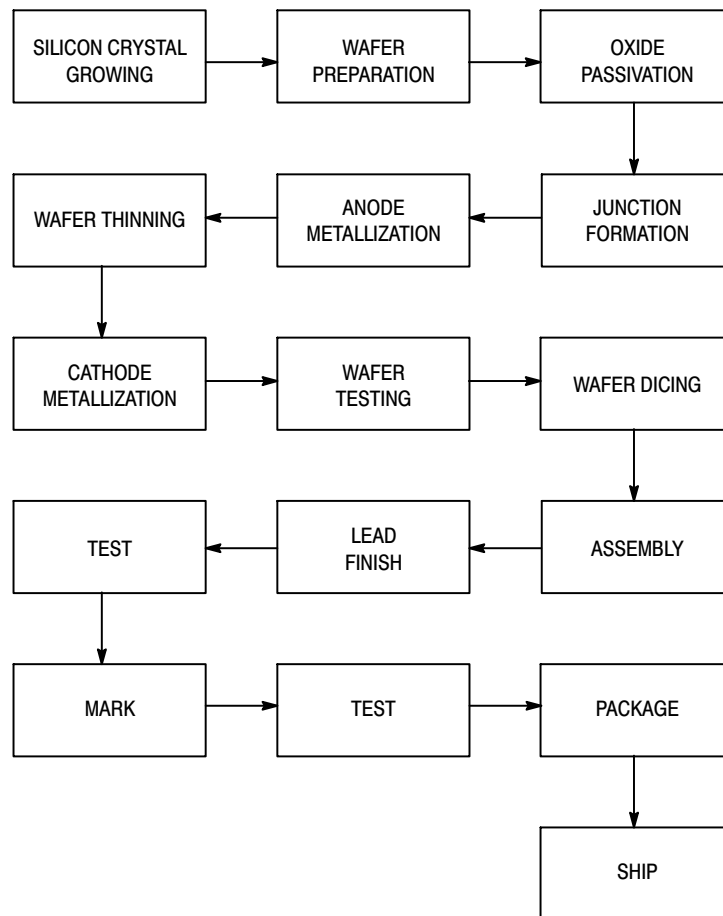 SILICON CRYSTAL
GROWING
WAFER
PREPARATION
OXIDE
PASSIVATION
WAFER THINNING
ANODE
METALLIZATION
JUNCTION
FORMATION
CATHODE
METALLIZATION
WAFER
TESTING
WAFER DICING
TEST
LEAD
FINISH
ASSEMBLY
MARK
TEST
PACKAGE
SHIP